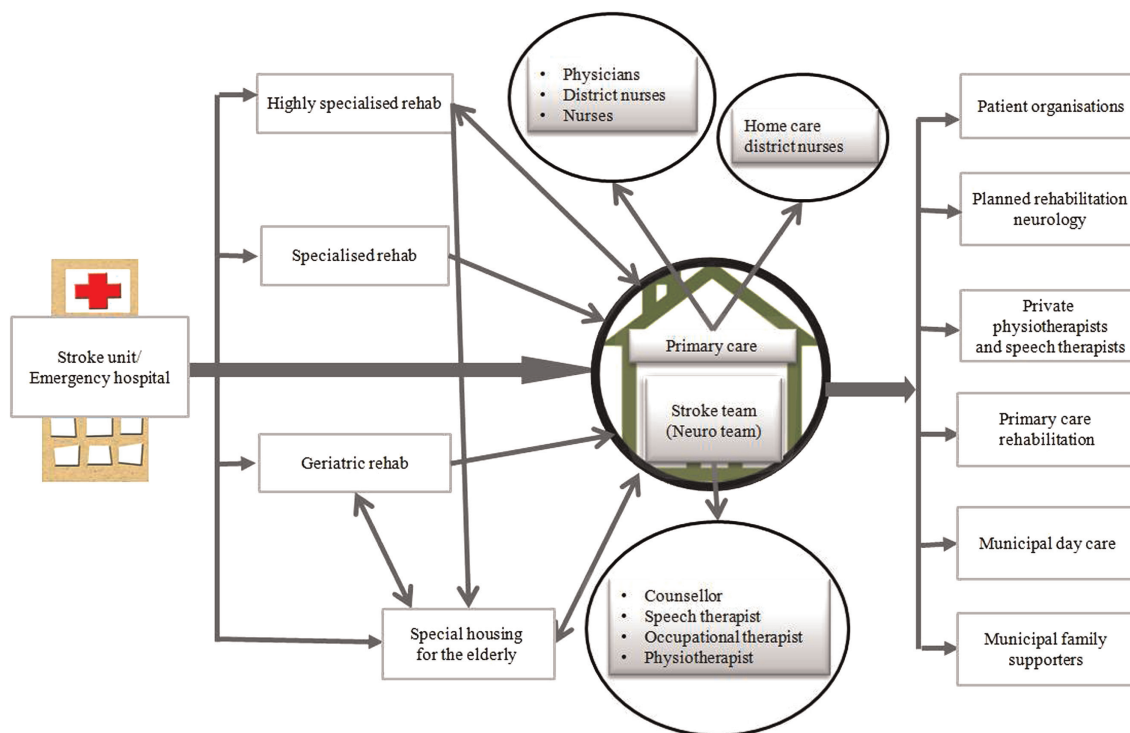 Highly specialised rehab
Specialised rehab
Stroke unit/
Emergency hospital
Geriatric rehab
Special housing
for the elderly
• Physicians
• District nurses
• Nurses
Home care
district nurses
Primary care
Stroke team
(Neuro team)
• Counsellor
• Speech therapist
• Occupational therapist
• Physiotherapist
Patient organisations
Planned rehabilitation
neurology
Private
physiotherapists
and speech therapists
Primary care
rehabilitation
Municipal day care
Municipal family
supporters